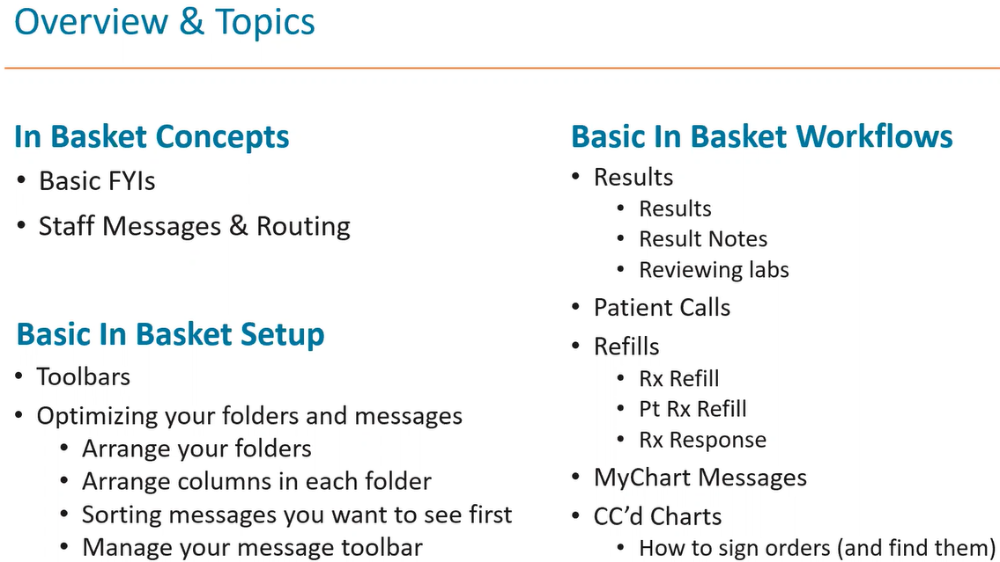 Overview & Topics
In Basket Concepts
• Basic FYIs
• Staff Messages & Routing
Basic In Basket Setup
• Toolbars
• Optimizing your folders and messages
• Arrange your folders
• Arrange columns in each folder
• Sorting messages you want to see first
• Manage your message toolbar
Basic In Basket Workflows
• Results
• Results
• Result Notes
• Reviewing labs
• Patient Calls
• Refills
• Rx Refill
• Pt Rx Refill
• Rx Response
• MyChart Messages
• CC’d Charts
• How to sign orders (and find them)